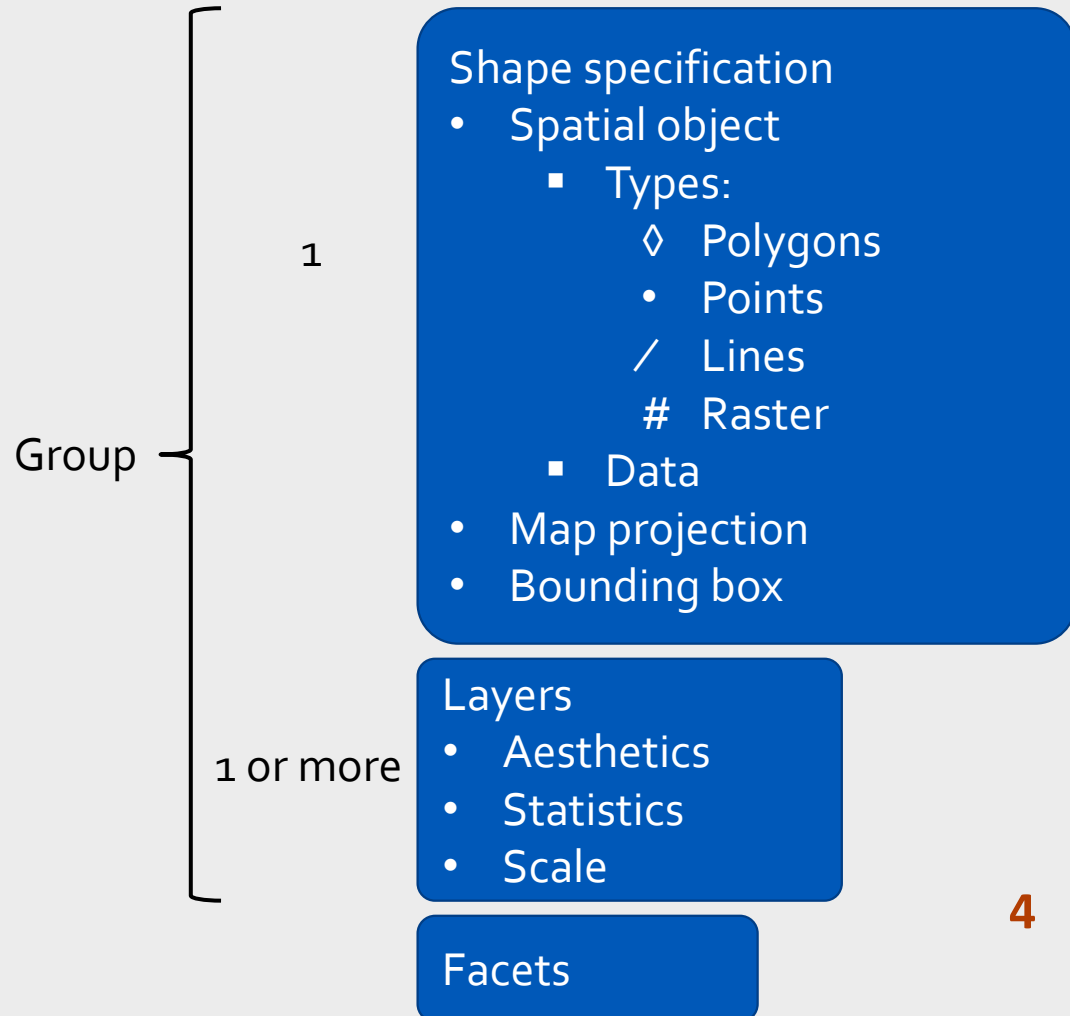 Shape specification
• Spatial object
▪ Types:
◊ Polygons
• Points
∕ Lines
# Raster
▪ Data
• Map projection
• Bounding box
1
Group
Layers
• Aesthetics
• Statistics
• Scale
1 or more
Facets
4